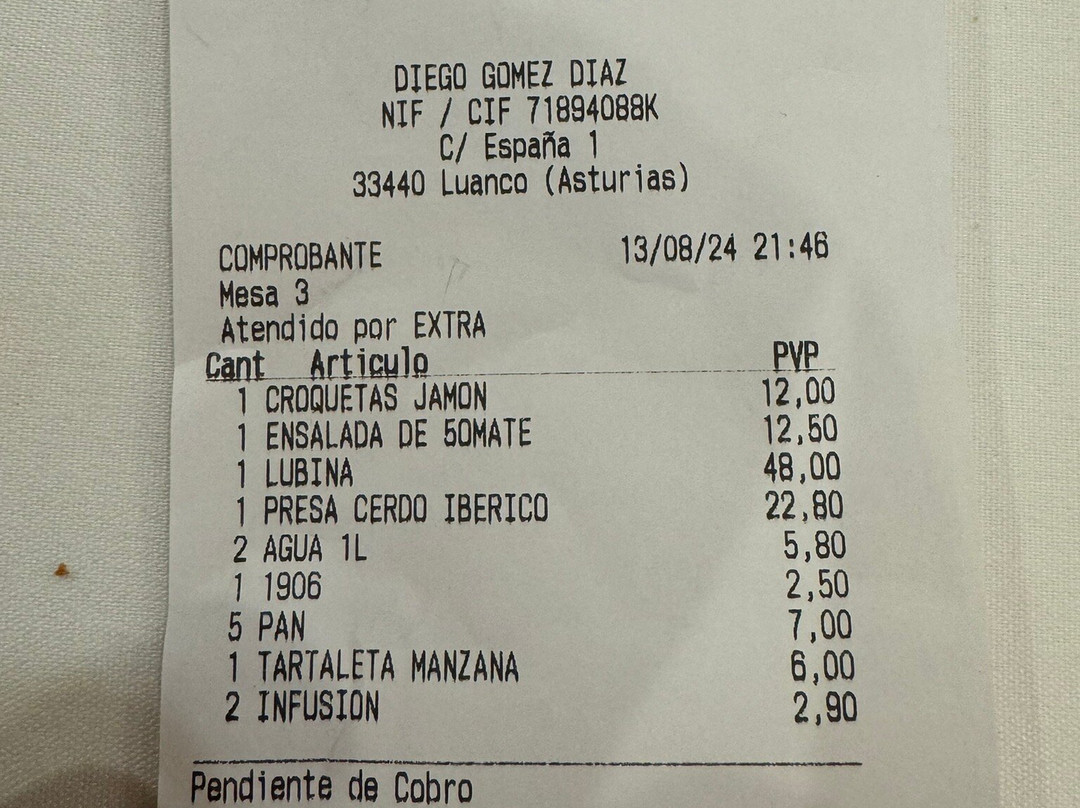 DIEGO GOMEZ DIAZ
NIF / CIF 71894088K
C/ España 1
33440 Luanco (Asturias)
COMPROBANTE 13/08/24 21:46
Mesa 3
Atendido por EXTRA
Cant Articulo PVP
1 CROQUETAS JAMON 12,00
1 ENSALADA DE 50MATE 12,50
1 LUBINA 48,00
1 PRESA CERDO IBERICO 22,80
2 AGUA 1L 5,80
1 1906 2,50
5 PAN 7,00
1 TARTALETA MANZANA 6,00
2 INFUSION 2,90
Pendiente de Cobro